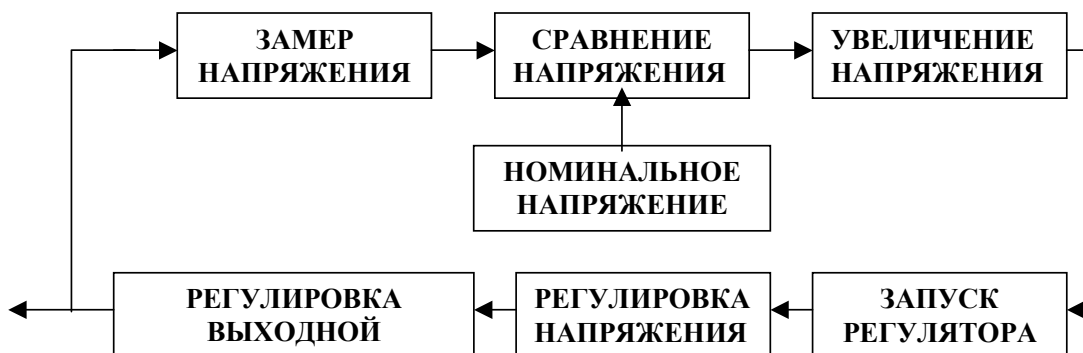 ЗАМЕР
НАПРЯЖЕНИЯ
СРАВНЕНИЕ
НАПРЯЖЕНИЯ
УВЕЛИЧЕНИЕ
НАПРЯЖЕНИЯ
НОМИНАЛЬНОЕ
НАПРЯЖЕНИЕ
РЕГУЛИРОВКА
ВЫХОДНОЙ
РЕГУЛИРОВКА
НАПРЯЖЕНИЯ
ЗАПУСК
РЕГУЛЯТОРА